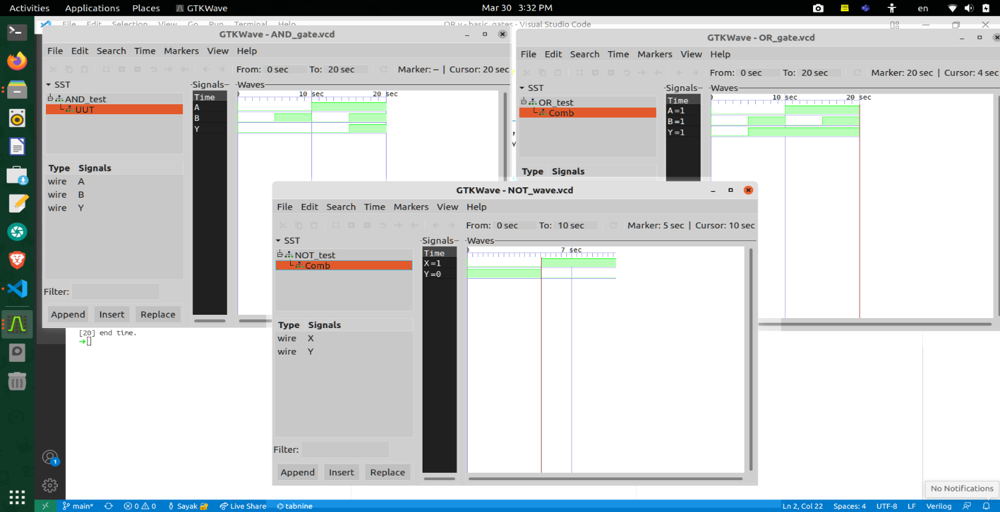 Activities Applications Places GTKWave Mar 30 3:32 PM en
File Edit Selection View Go Run Terminal Help OR.v - basic_gates - Visual Studio Code
GTKWave - AND_gate.vcd
File Edit Search Time Markers View Help
From: 0 sec To: 20 sec Marker: -- | Cursor: 20 sec
SST
AND_test
UUT
Signals
Time
A
B
Y
Waves
0 10 sec 20 sec
Type Signals
wire A
wire B
wire Y
Filter:
Append Insert Replace
GTKWave - OR_gate.vcd
File Edit Search Time Markers View Help
From: 0 sec To: 20 sec Marker: 20 sec | Cursor: 4 sec
SST
OR_test
Comb
Signals
Time
A=1
B=1
Y=1
Waves
0 10 sec 20 sec
Type Signals
GTKWave - NOT_wave.vcd
File Edit Search Time Markers View Help
From: 0 sec To: 10 sec Marker: 5 sec | Cursor: 10 sec
SST
NOT_test
Comb
Signals
Time
X=1
Y=0
Waves
0 7 sec
Type Signals
wire X
wire Y
Filter:
Append Insert Replace
[20] end time.
1
No Notifications
main* 0 0 Sayak Live Share tabnine Ln 2, Col 22 Spaces: 4 UTF-8 LF Verilog